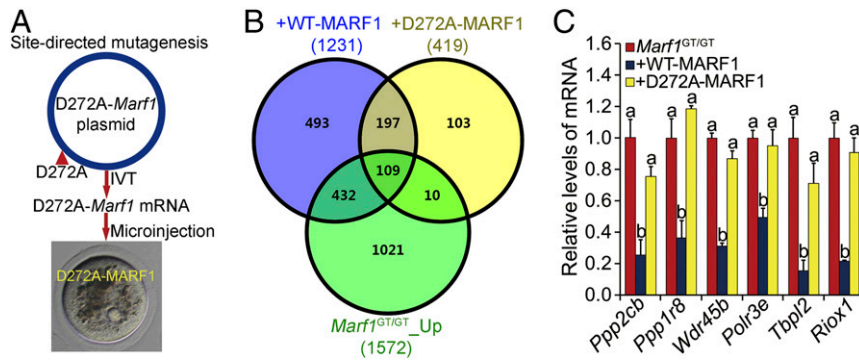 A
Site-directed mutagenesis
D272A-Marf1
plasmid
D272A
IVT
D272A-Marf1 mRNA
Microinjection
D272A-MARF1
B
+WT-MARF1
(1231)
+D272A-MARF1
(419)
493
197
103
109
432
10
1021
Marf1GT/GT_Up
(1572)
C
Relative levels of mRNA
1.6
1.4
1.2
1.0
0.8
0.6
0.4
0.2
0.0
Marf1GT/GT
+WT-MARF1
+D272A-MARF1
a
b
a
a
b
a
a
b
a
a
b
a
a
b
a
a
b
a
Ppp2cb
Ppp1r8
Wdr45b
Polr3e
Tbpl2
Riox1